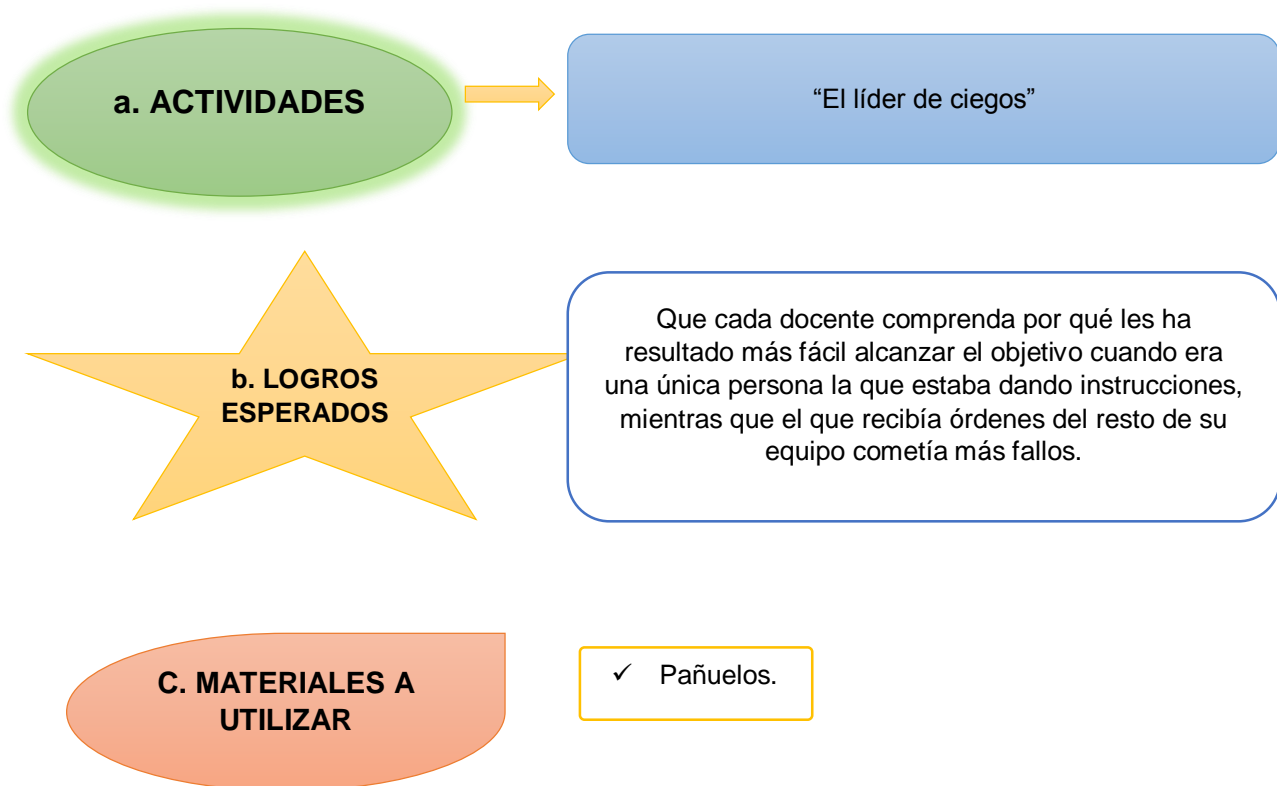 a. ACTIVIDADES
“El líder de ciegos”
b. LOGROS
ESPERADOS
Que cada docente comprenda por qué les ha
resultado más fácil alcanzar el objetivo cuando era
una única persona la que estaba dando instrucciones,
mientras que el que recibía órdenes del resto de su
equipo cometía más fallos.
C. MATERIALES A
UTILIZAR
✓ Pañuelos.